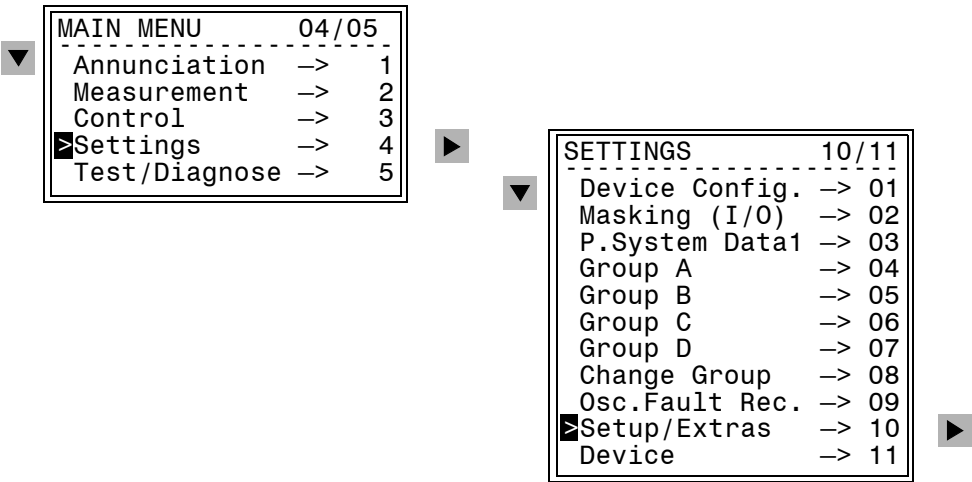 MAIN MENU 04/05
----------------------
Annunciation —> 1
Measurement —> 2
Control —> 3
>Settings —> 4
Test/Diagnose —> 5
SETTINGS 10/11
----------------------
Device Config. —> 01
Masking (I/O) —> 02
P.System Data1 —> 03
Group A —> 04
Group B —> 05
Group C —> 06
Group D —> 07
Change Group —> 08
Osc.Fault Rec. —> 09
>Setup/Extras —> 10
Device —> 11